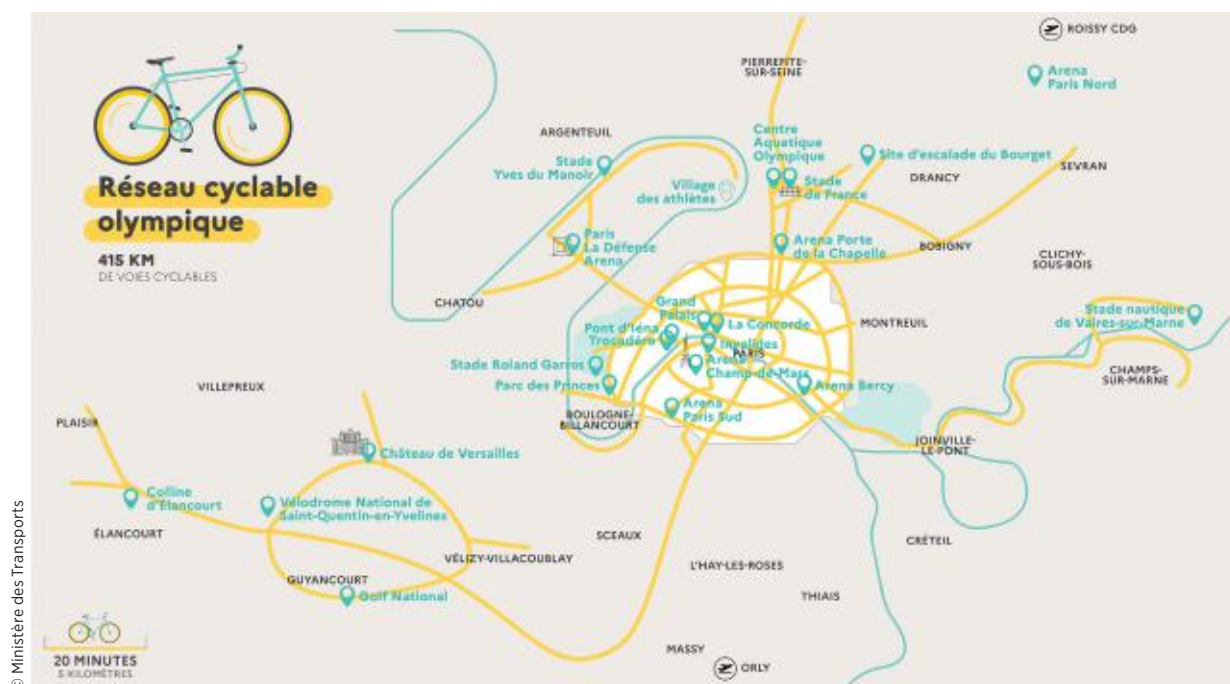 Réseau cyclable
olympique
415 KM
DE VOIES CYCLABLES
ROISSY CDG
Arena
Paris Nord
PIERREFITE-
SUR-SEINE
ARGENTEUIL
Centre
Aquatique
Olympique
Site d'escalade du Bourget
SEVRAN
Stade
Yves du Manoir
DRANCY
Village
des athlètes
Stade
de France
Paris
La Défense
Arena
Arena Porte
de la Chapelle
BOBIGNY
CLICHY-
SOUS-BOIS
CHATOU
Grand
Palais
La Concorde
MONTREUIL
Stade nautique
de Vaires-sur-Marne
Pont d'Iéna
Trocadéro
Invalides
PARIS
Stade Roland Garros
Arena
Champ-de-Mars
CHAMPS-
SUR-MARNE
VILLEPREUX
Parc des Princes
Arena Bercy
PLAISIR
BOULOGNE-
BILLANCOURT
Arena
Paris Sud
JOINVILLE-
LE-PONT
Château de Versailles
Colline
d'Élancourt
Vélodrome National de
Saint-Quentin-en-Yvelines
ÉLANCOURT
SCEAUX
CRÉTEIL
VÉLIZY-VILLACOUBLAY
L'HAY-LES-ROSES
GUYANCOURT
Golf National
THIAIS
MASSY
ORLY
20 MINUTES
5 KILOMÈTRES
© Ministère des Transports